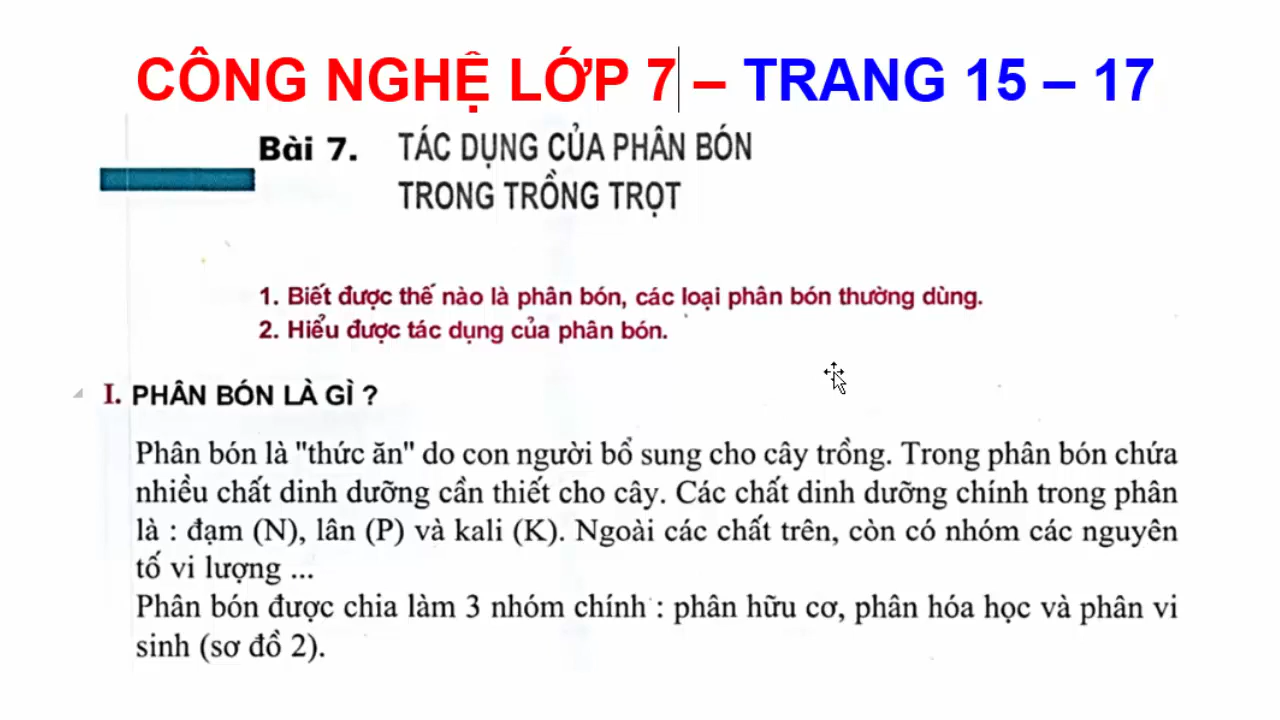 CÔNG NGHỆ LỚP 7 – TRANG 15 – 17
Bài 7. TÁC DỤNG CỦA PHÂN BÓN
TRONG TRỒNG TRỌT
1. Biết được thế nào là phân bón, các loại phân bón thường dùng.
2. Hiểu được tác dụng của phân bón.
I. PHÂN BÓN LÀ GÌ ?
Phân bón là "thức ăn" do con người bổ sung cho cây trồng. Trong phân bón chứa
nhiều chất dinh dưỡng cần thiết cho cây. Các chất dinh dưỡng chính trong phân
là : đạm (N), lân (P) và kali (K). Ngoài các chất trên, còn có nhóm các nguyên
tố vi lượng ...
Phân bón được chia làm 3 nhóm chính : phân hữu cơ, phân hóa học và phân vi
sinh (sơ đồ 2).